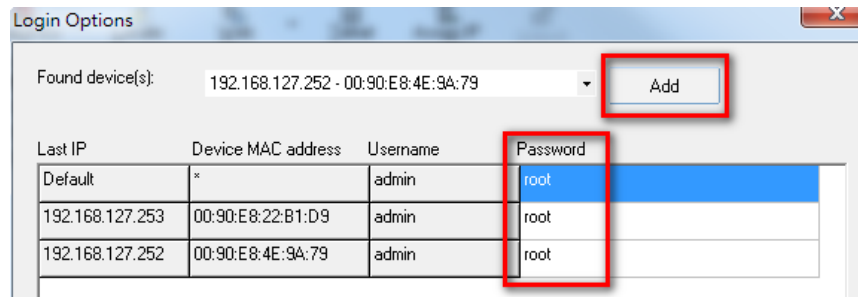 Login Options
Found device(s): 192.168.127.252 - 00:90:E8:4E:9A:79 Add
Last IP Device MAC address Username Password
Default * admin root
192.168.127.253 00:90:E8:22:B1:D9 admin root
192.168.127.252 00:90:E8:4E:9A:79 admin root